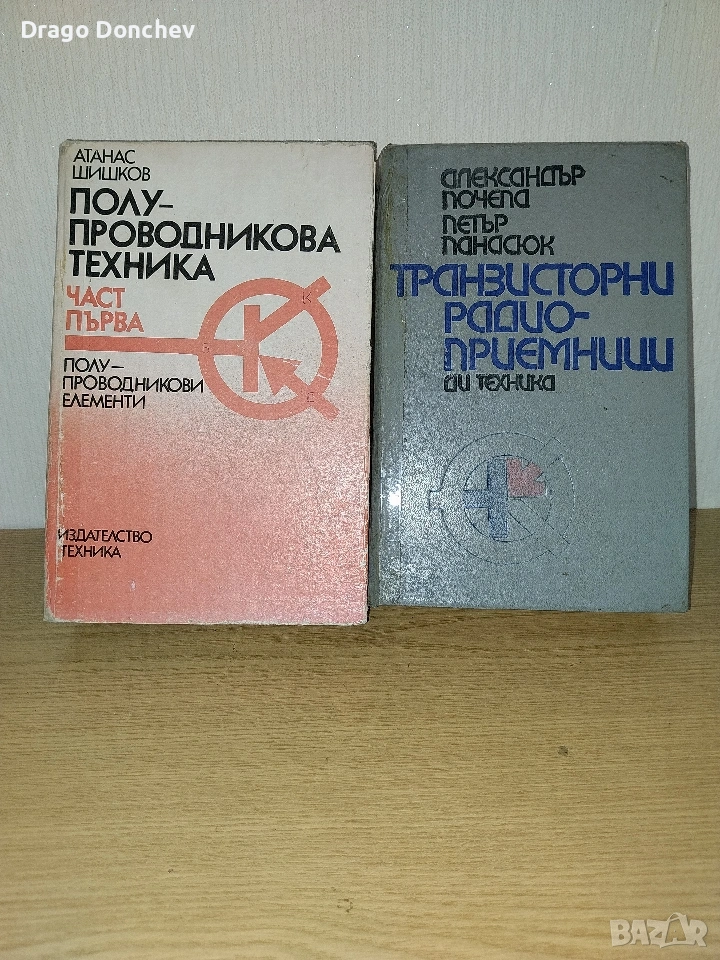 Drago Donchev
АТАНАС
ШИШКОВ
ПОЛУ-
ПРОВОДНИКОВА
ТЕХНИКА
ЧАСТ
ПЪРВА
К
Е
ПОЛУ-
ПРОВОДНИКОВИ
ЕЛЕМЕНТИ
ИЗДАТЕЛСТВО
ТЕХНИКА
АЛЕКСАНДЪР
ПОЧЕПА
ПЕТЪР
ПАНАСЮК
ТРАНЗИСТОРНИ
РАДИО-
ПРИЕМНИЦИ
ДИ ТЕХНИКА
BAZAR